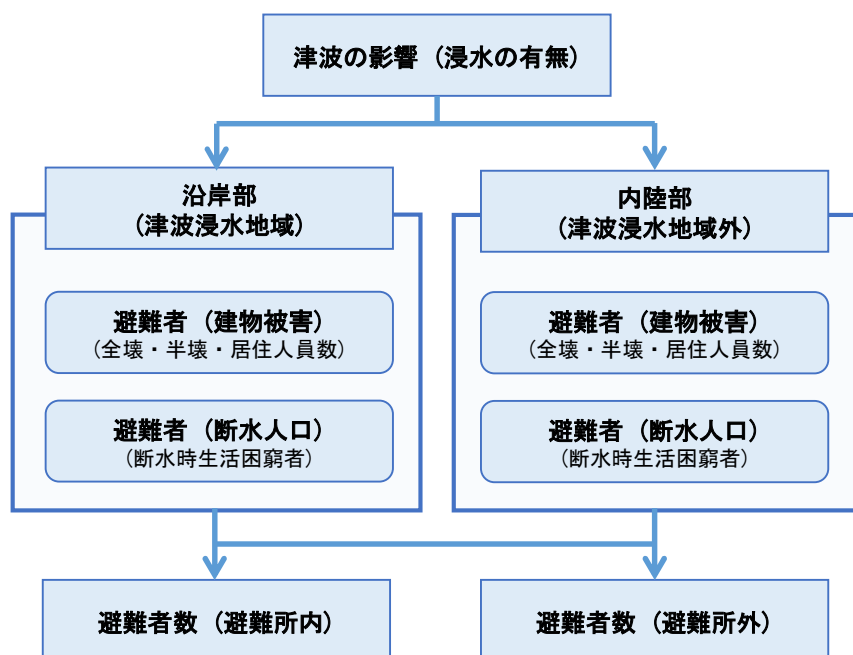 津波の影響（浸水の有無）
沿岸部
（津波浸水地域）
避難者（建物被害）
（全壊・半壊・居住人員数）
避難者（断水人口）
（断水時生活困窮者）
内陸部
（津波浸水地域外）
避難者（建物被害）
（全壊・半壊・居住人員数）
避難者（断水人口）
（断水時生活困窮者）
避難者数（避難所内）
避難者数（避難所外）